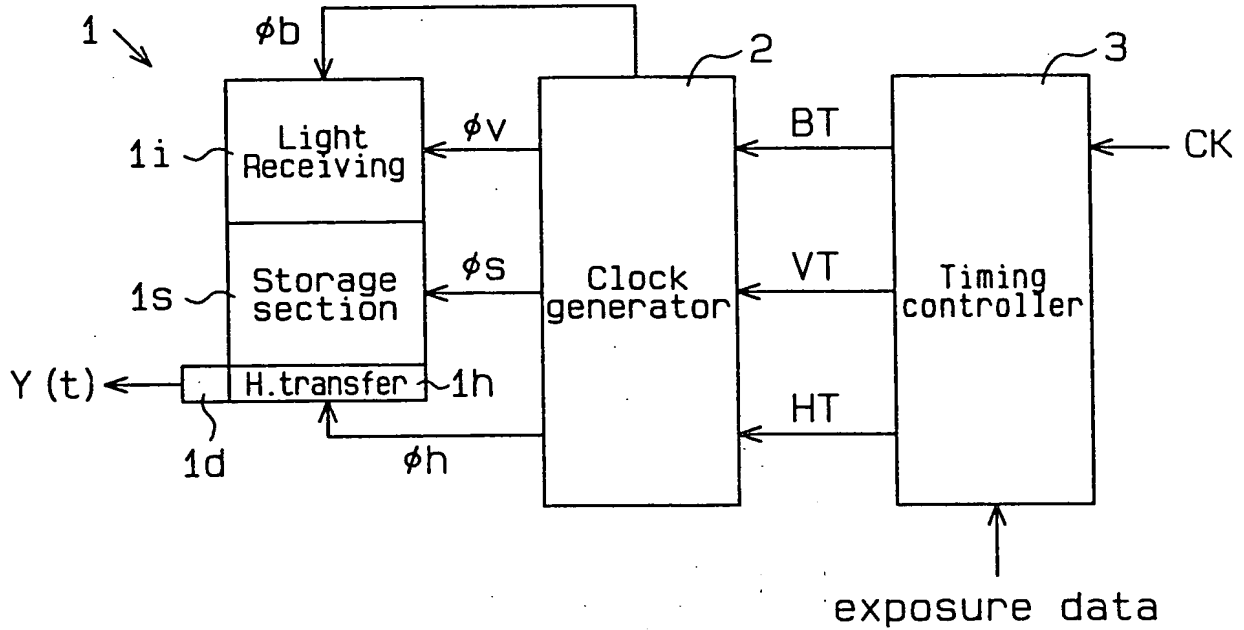 1
φb
2
3
Light
Receiving
1i
φv
BT
CK
Storage
section
1s
φs
Clock
generator
VT
Timing
controller
Y(t)
H.transfer
1h
HT
1d
φh
exposure data